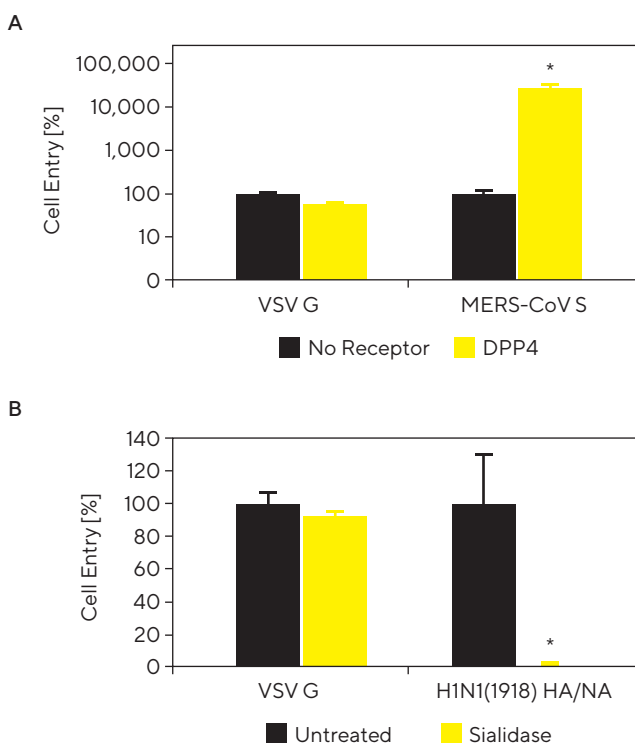 A
Cell Entry [%]
100,000
10,000
1,000
100
10
0
*
VSV G
MERS-CoV S
No Receptor
DPP4
B
Cell Entry [%]
140
120
100
80
60
40
20
0
*
VSV G
H1N1(1918) HA/NA
Untreated
Sialidase